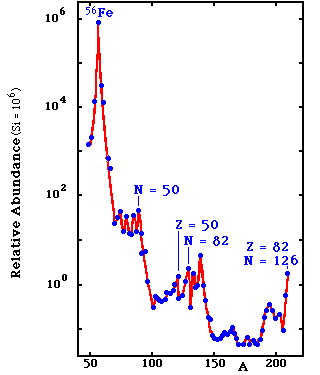 10⁶
⁵⁶Fe
10⁴
Relative Abundance (Si = 10⁶)
10²
N = 50
Z = 50
N = 82
Z = 82
N = 126
10⁰
50 100 150 200
A